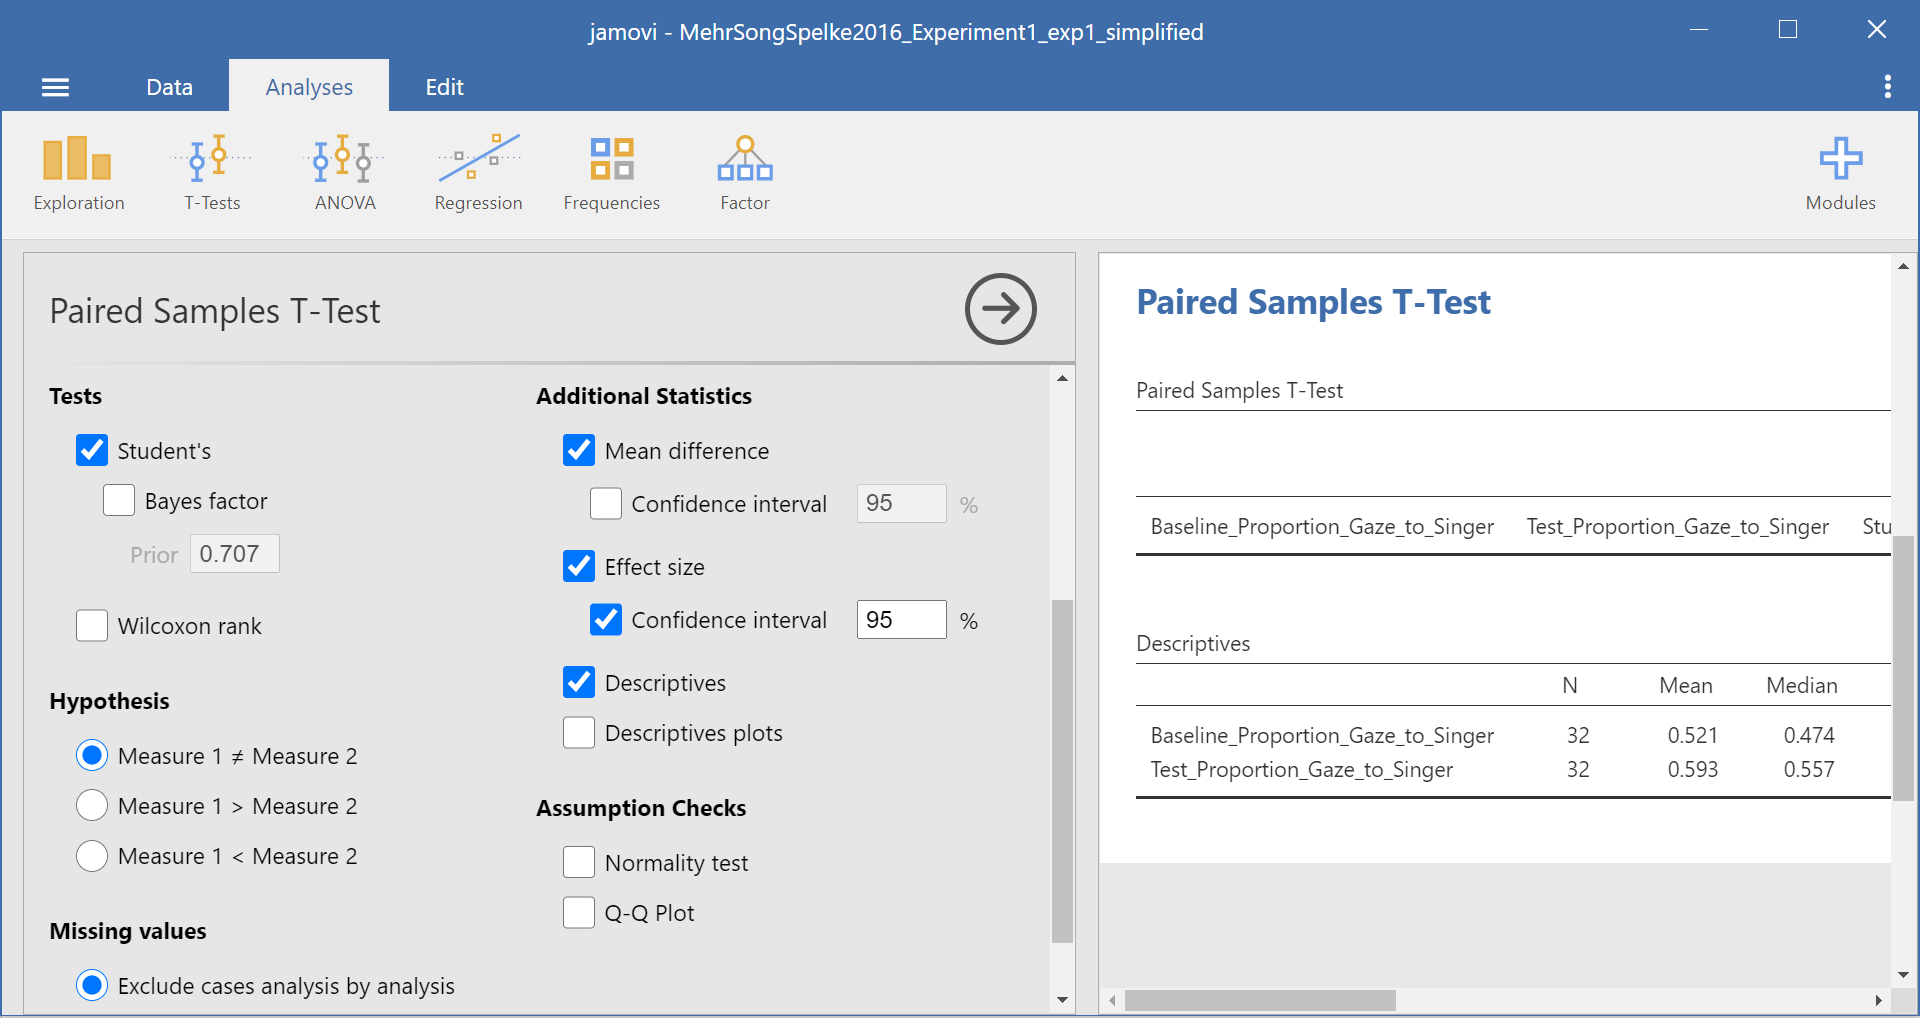 jamovi - MehrSongSpelke2016_Experiment1_exp1_simplified
Data Analyses Edit
Exploration T-Tests ANOVA Regression Frequencies Factor Modules
Paired Samples T-Test
Tests
Student's
Bayes factor
Prior 0.707
Wilcoxon rank
Hypothesis
Measure 1 ≠ Measure 2
Measure 1 > Measure 2
Measure 1 < Measure 2
Missing values
Exclude cases analysis by analysis
Additional Statistics
Mean difference
Confidence interval 95 %
Effect size
Confidence interval 95 %
Descriptives
Descriptives plots
Assumption Checks
Normality test
Q-Q Plot
Paired Samples T-Test
Paired Samples T-Test
Baseline_Proportion_Gaze_to_Singer Test_Proportion_Gaze_to_Singer Stu
Descriptives
N Mean Median
Baseline_Proportion_Gaze_to_Singer 32 0.521 0.474
Test_Proportion_Gaze_to_Singer 32 0.593 0.557